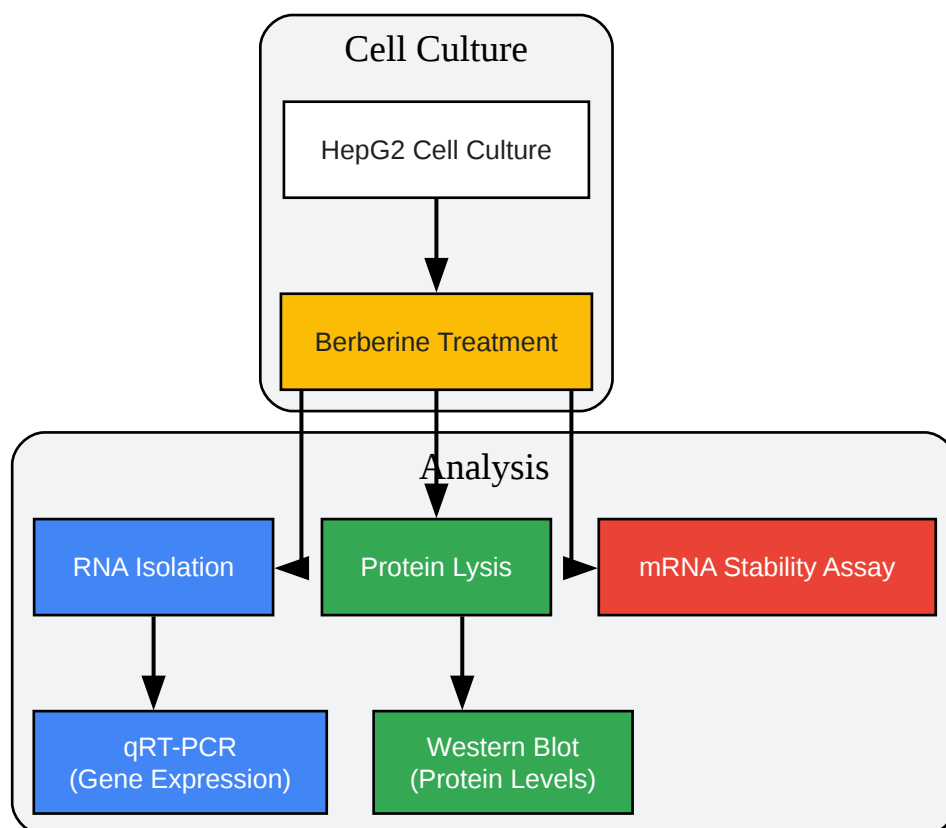 Cell Culture
HepG2 Cell Culture
Berberine Treatment
Analysis
RNA Isolation
Protein Lysis
mRNA Stability Assay
qRT-PCR
(Gene Expression)
Western Blot
(Protein Levels)